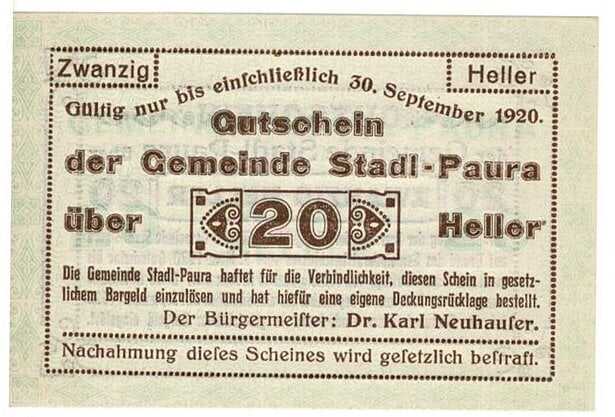 Zwanzig Heller
Gültig nur bis einſchließlich 30. September 1920.
Gutschein
der Gemeinde Stadl-Paura
über 20 Heller
Die Gemeinde Stadl-Paura haftet für die Verbindlichkeit, diesen Schein in gesetz-
lichem Bargeld einzulösen und hat hiefür eine eigene Deckungsrücklage bestellt.
Der Bürgermeiſter: Dr. Karl Neuhauſer.
Nachahmung dieſes Scheines wird geſetzlich beſtraft.